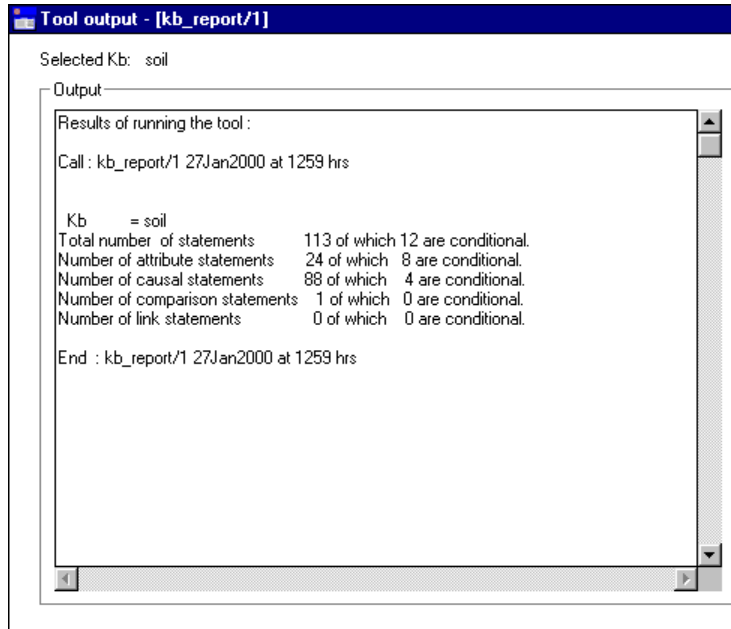 Tool output - [kb_report/1]
Selected Kb: soil
Output
Results of running the tool :
Call : kb_report/1 27Jan2000 at 1259 hrs
Kb = soil
Total number of statements 113 of which 12 are conditional.
Number of attribute statements 24 of which 8 are conditional.
Number of causal statements 88 of which 4 are conditional.
Number of comparison statements 1 of which 0 are conditional.
Number of link statements 0 of which 0 are conditional.
End : kb_report/1 27Jan2000 at 1259 hrs